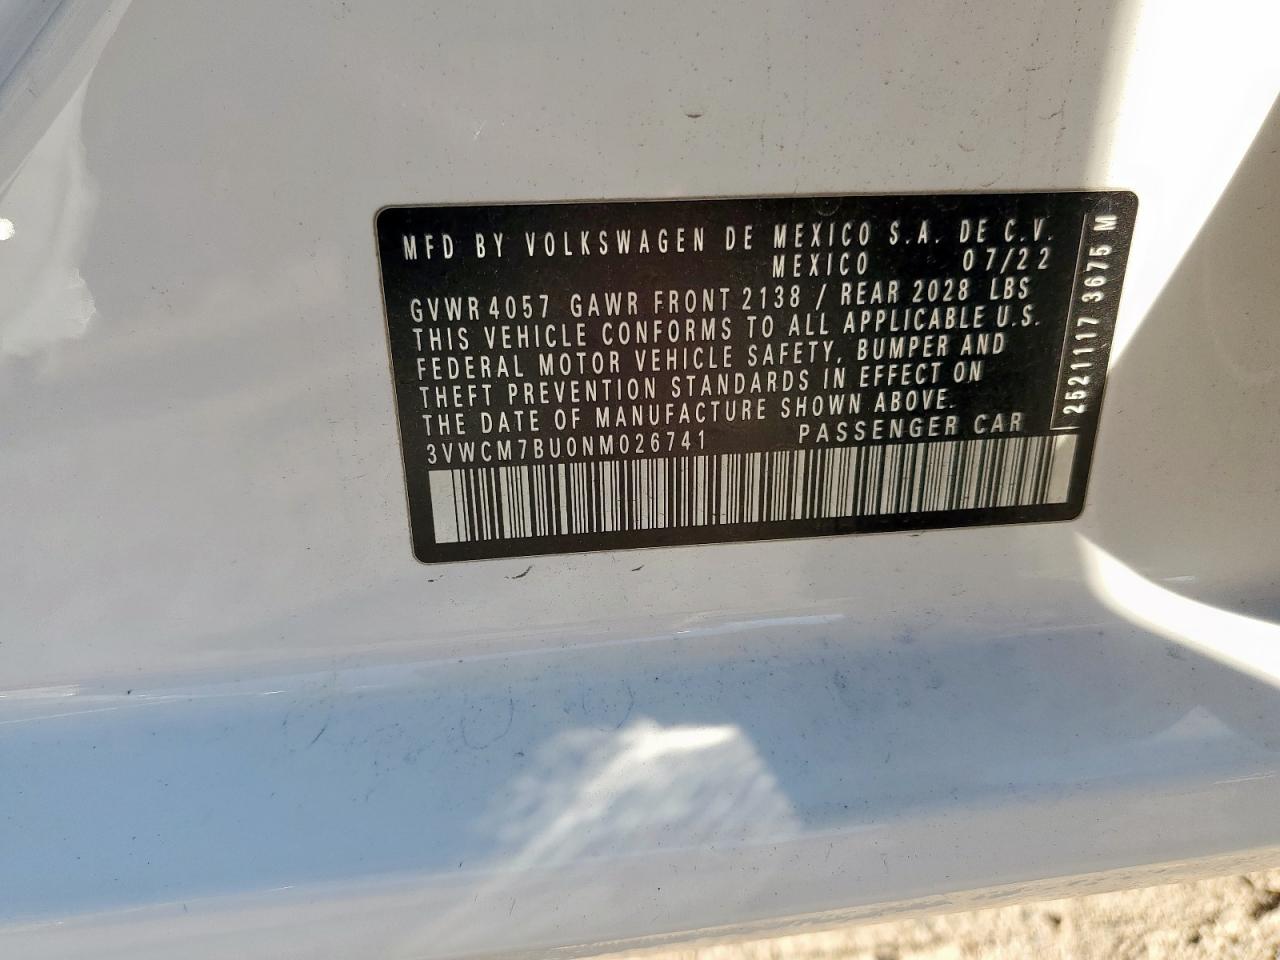 MFD BY VOLKSWAGEN DE MEXICO S.A. DE C.V.
MEXICO 07/22
GVWR 4057 GAWR FRONT 2138 / REAR 2028 LBS
THIS VEHICLE CONFORMS TO ALL APPLICABLE U.S.
FEDERAL MOTOR VEHICLE SAFETY, BUMPER AND
THEFT PREVENTION STANDARDS IN EFFECT ON
THE DATE OF MANUFACTURE SHOWN ABOVE.
3VWCM7BU0NM026741 PASSENGER CAR
2521117 3675 M